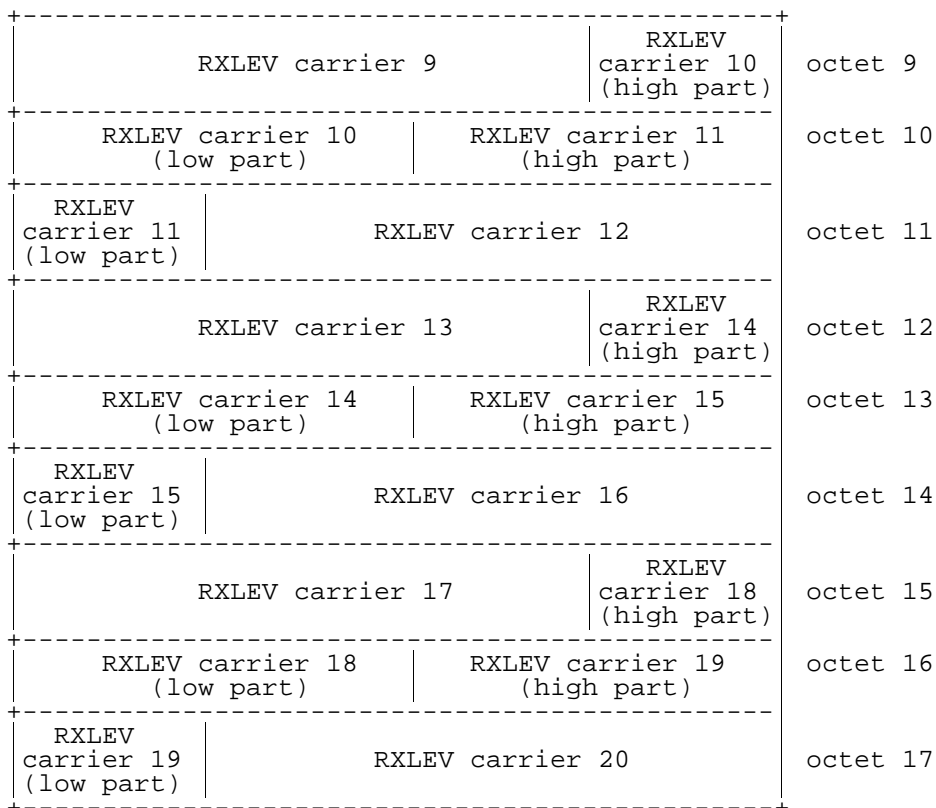 RXLEV
RXLEV carrier 9 carrier 10 octet 9
(high part)
RXLEV carrier 10 RXLEV carrier 11 octet 10
(low part) (high part)
RXLEV
carrier 11 RXLEV carrier 12 octet 11
(low part)
RXLEV
RXLEV carrier 13 carrier 14 octet 12
(high part)
RXLEV carrier 14 RXLEV carrier 15 octet 13
(low part) (high part)
RXLEV
carrier 15 RXLEV carrier 16 octet 14
(low part)
RXLEV
RXLEV carrier 17 carrier 18 octet 15
(high part)
RXLEV carrier 18 RXLEV carrier 19 octet 16
(low part) (high part)
RXLEV
carrier 19 RXLEV carrier 20 octet 17
(low part)